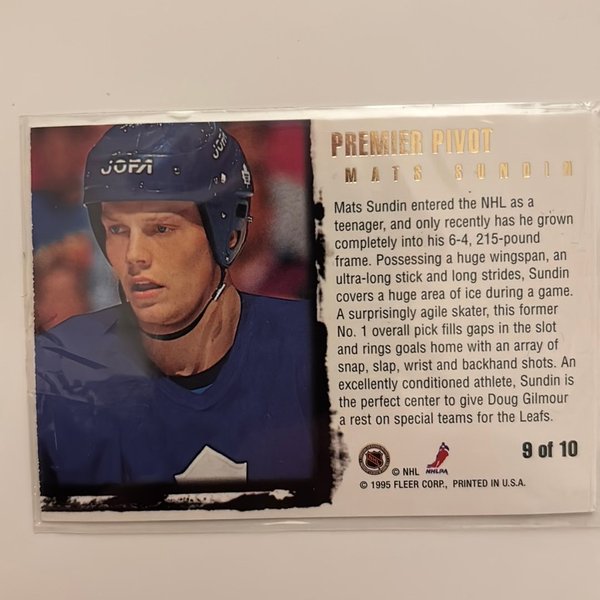 JOFA
PREMIER PIVOT
MATS SUNDIN
Mats Sundin entered the NHL as a
teenager, and only recently has he grown
completely into his 6-4, 215-pound
frame. Possessing a huge wingspan, an
ultra-long stick and long strides, Sundin
covers a huge area of ice during a game.
A surprisingly agile skater, this former
No. 1 overall pick fills gaps in the slot
and rings goals home with an array of
snap, slap, wrist and backhand shots. An
excellently conditioned athlete, Sundin is
the perfect center to give Doug Gilmour
a rest on special teams for the Leafs.
9 of 10
© NHL NHLPA
© 1995 FLEER CORP., PRINTED IN U.S.A.